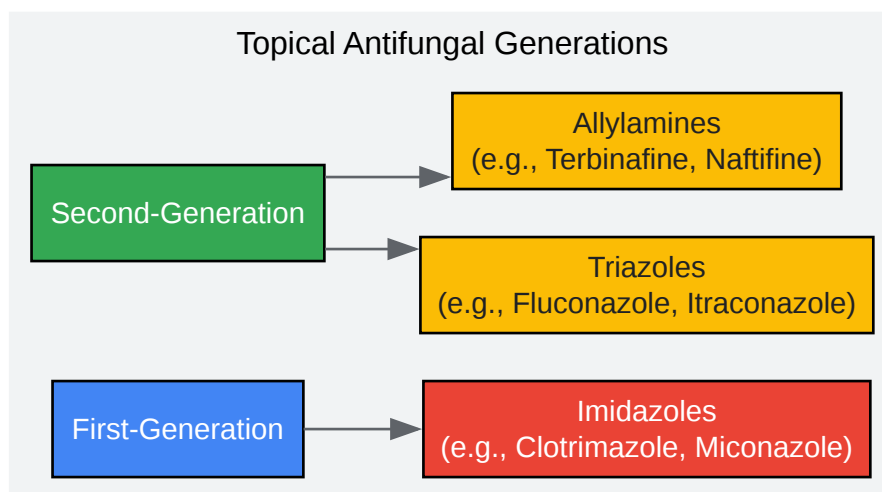 Topical Antifungal Generations
Allylamines
(e.g., Terbinafine, Naftifine)
Second-Generation
Triazoles
(e.g., Fluconazole, Itraconazole)
First-Generation
Imidazoles
(e.g., Clotrimazole, Miconazole)